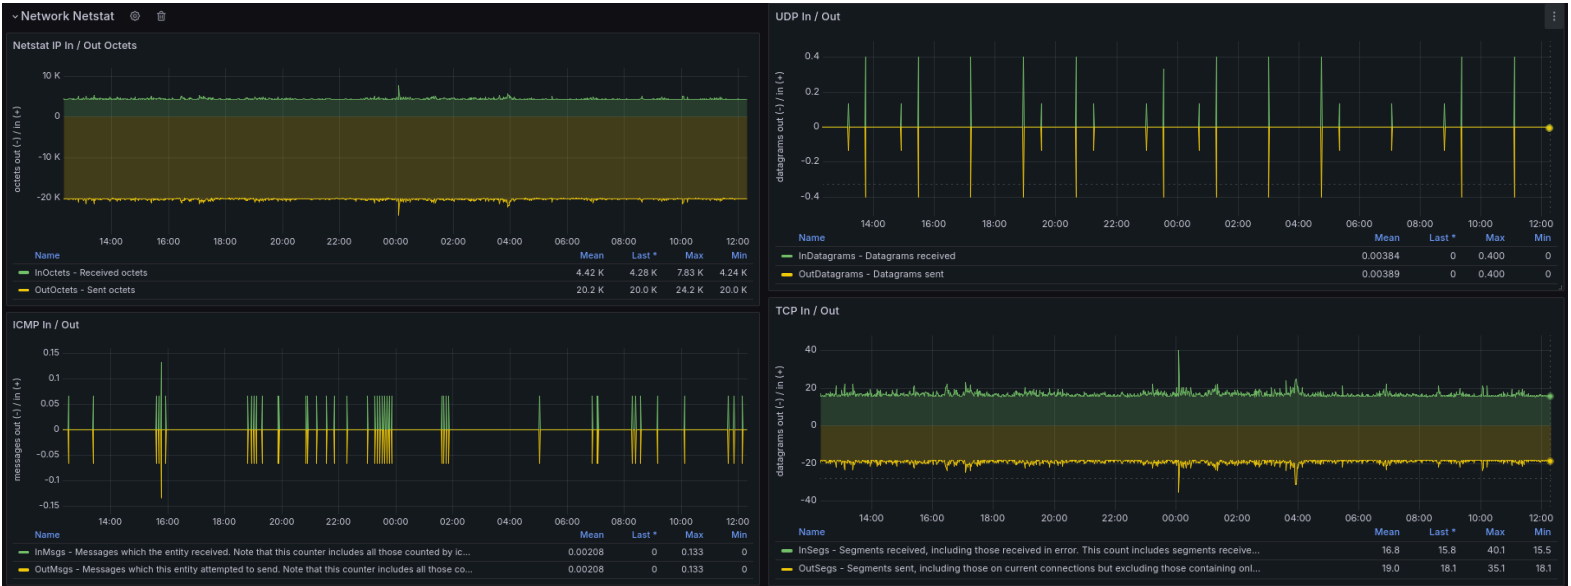 Network Netstat
Netstat IP In / Out Octets
octets out (-) / in (+)
10 K
0
-10 K
-20 K
14:00 16:00 18:00 20:00 22:00 00:00 02:00 04:00 06:00 08:00 10:00 12:00
Name Mean Last * Max Min
InOctets - Received octets 4.42 K 4.28 K 7.83 K 4.24 K
OutOctets - Sent octets 20.2 K 20.0 K 24.2 K 20.0 K
UDP In / Out
datagrams out (-) / in (+)
0.4
0.2
0
-0.2
-0.4
14:00 16:00 18:00 20:00 22:00 00:00 02:00 04:00 06:00 08:00 10:00 12:00
Name Mean Last * Max Min
InDatagrams - Datagrams received 0.00384 0 0.400 0
OutDatagrams - Datagrams sent 0.00389 0 0.400 0
ICMP In / Out
messages out (-) / in (+)
0.15
0.1
0.05
0
-0.05
-0.1
-0.15
14:00 16:00 18:00 20:00 22:00 00:00 02:00 04:00 06:00 08:00 10:00 12:00
Name Mean Last * Max Min
InMsgs - Messages which the entity received. Note that this counter includes all those counted by ic... 0.00208 0 0.133 0
OutMsgs - Messages which this entity attempted to send. Note that this counter includes all those co... 0.00208 0 0.133 0
TCP In / Out
datagrams out (-) / in (+)
40
20
0
-20
-40
14:00 16:00 18:00 20:00 22:00 00:00 02:00 04:00 06:00 08:00 10:00 12:00
Name Mean Last * Max Min
InSegs - Segments received, including those received in error. This count includes segments receive... 16.8 15.8 40.1 15.5
OutSegs - Segments sent, including those on current connections but excluding those containing onl... 19.0 18.1 35.1 18.1